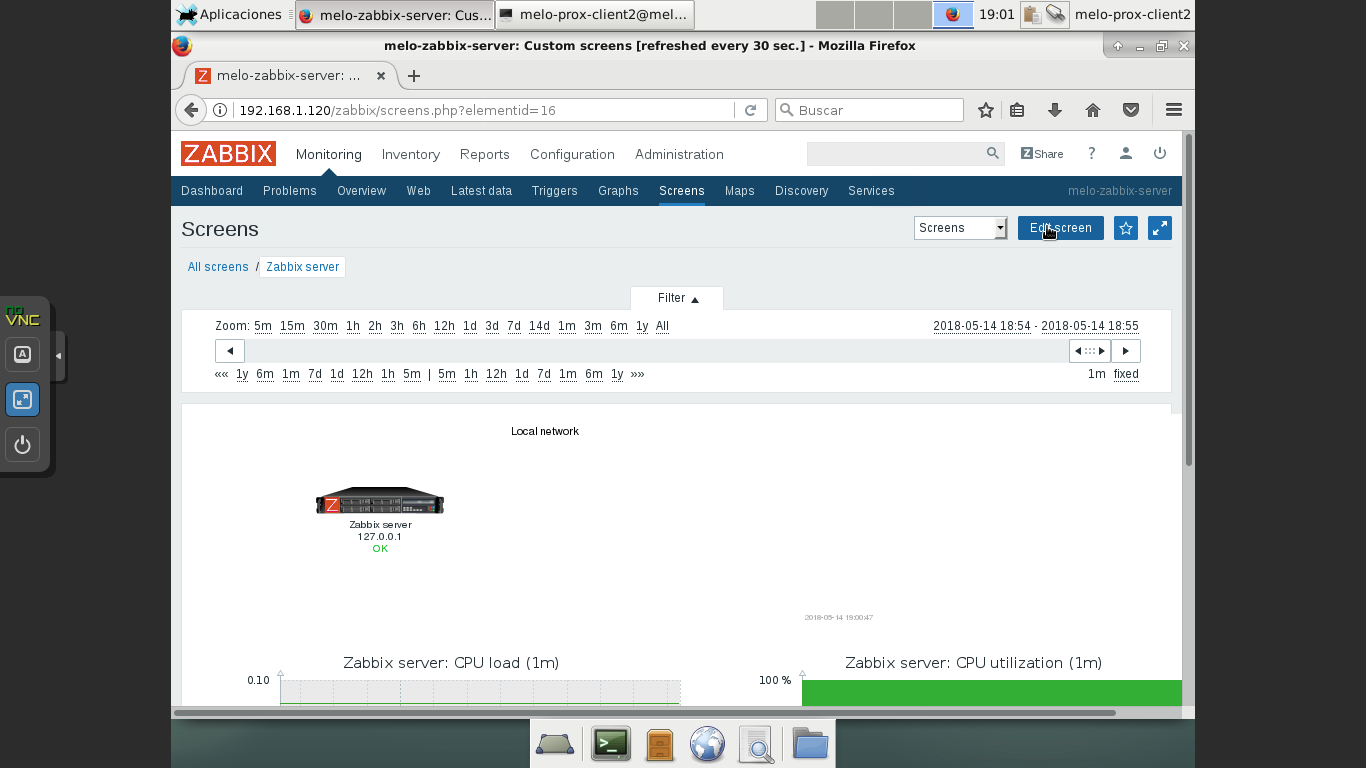 Aplicaciones melo-zabbix-server: Cus... melo-prox-client2@mel... 19:01 melo-prox-client2
melo-zabbix-server: Custom screens [refreshed every 30 sec.] - Mozilla Firefox
melo-zabbix-server: ...
192.168.1.120/zabbix/screens.php?elementid=16 Buscar
ZABBIX Monitoring Inventory Reports Configuration Administration Z Share ?
Dashboard Problems Overview Web Latest data Triggers Graphs Screens Maps Discovery Services melo-zabbix-server
Screens Screens Edit screen
All screens / Zabbix server
Filter
no VNC
A
Zoom: 5m 15m 30m 1h 2h 3h 6h 12h 1d 3d 7d 14d 1m 3m 6m 1y All 2018-05-14 18:54 - 2018-05-14 18:55
«« 1y 6m 1m 7d 1d 12h 1h 5m | 5m 1h 12h 1d 7d 1m 6m 1y »» 1m fixed
Local network
Zabbix server
127.0.0.1
OK
2018-05-14 19:00:47
Zabbix server: CPU load (1m) Zabbix server: CPU utilization (1m)
0.10 100 %